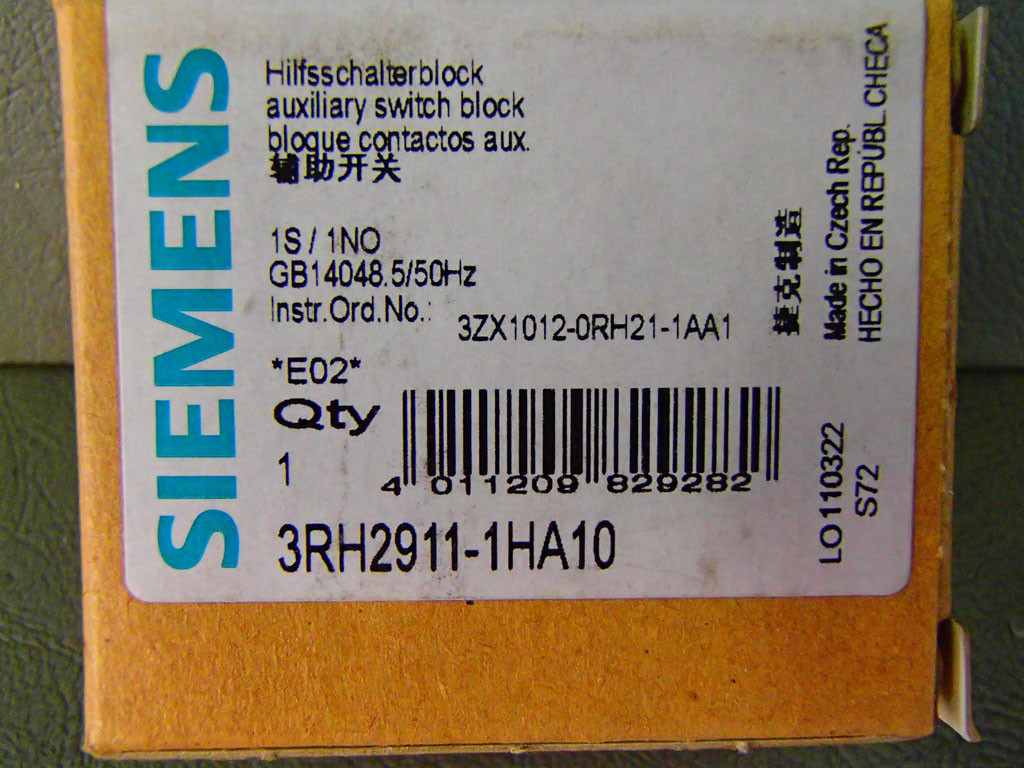 SIEMENS
Hilfsschalterblock
auxiliary switch block
bloque contactos aux.
辅助开关
1S / 1NO
GB14048.5/50Hz
Instr.Ord.No.:
3ZX1012-0RH21-1AA1
*E02*
Qty
1
4 011209 829282
3RH2911-1HA10
捷克制造
Made in Czech Rep.
HECHO EN REPÚBL.CHECA
LO110322
S72